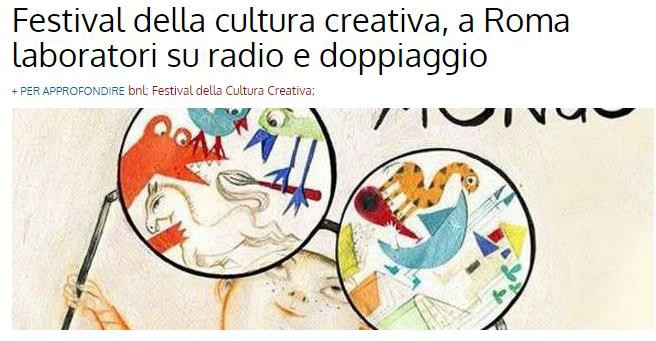 Festival della cultura creativa, a Roma
laboratori su radio e doppiaggio
+ PER APPROFONDIRE bnl; Festival della Cultura Creativa;